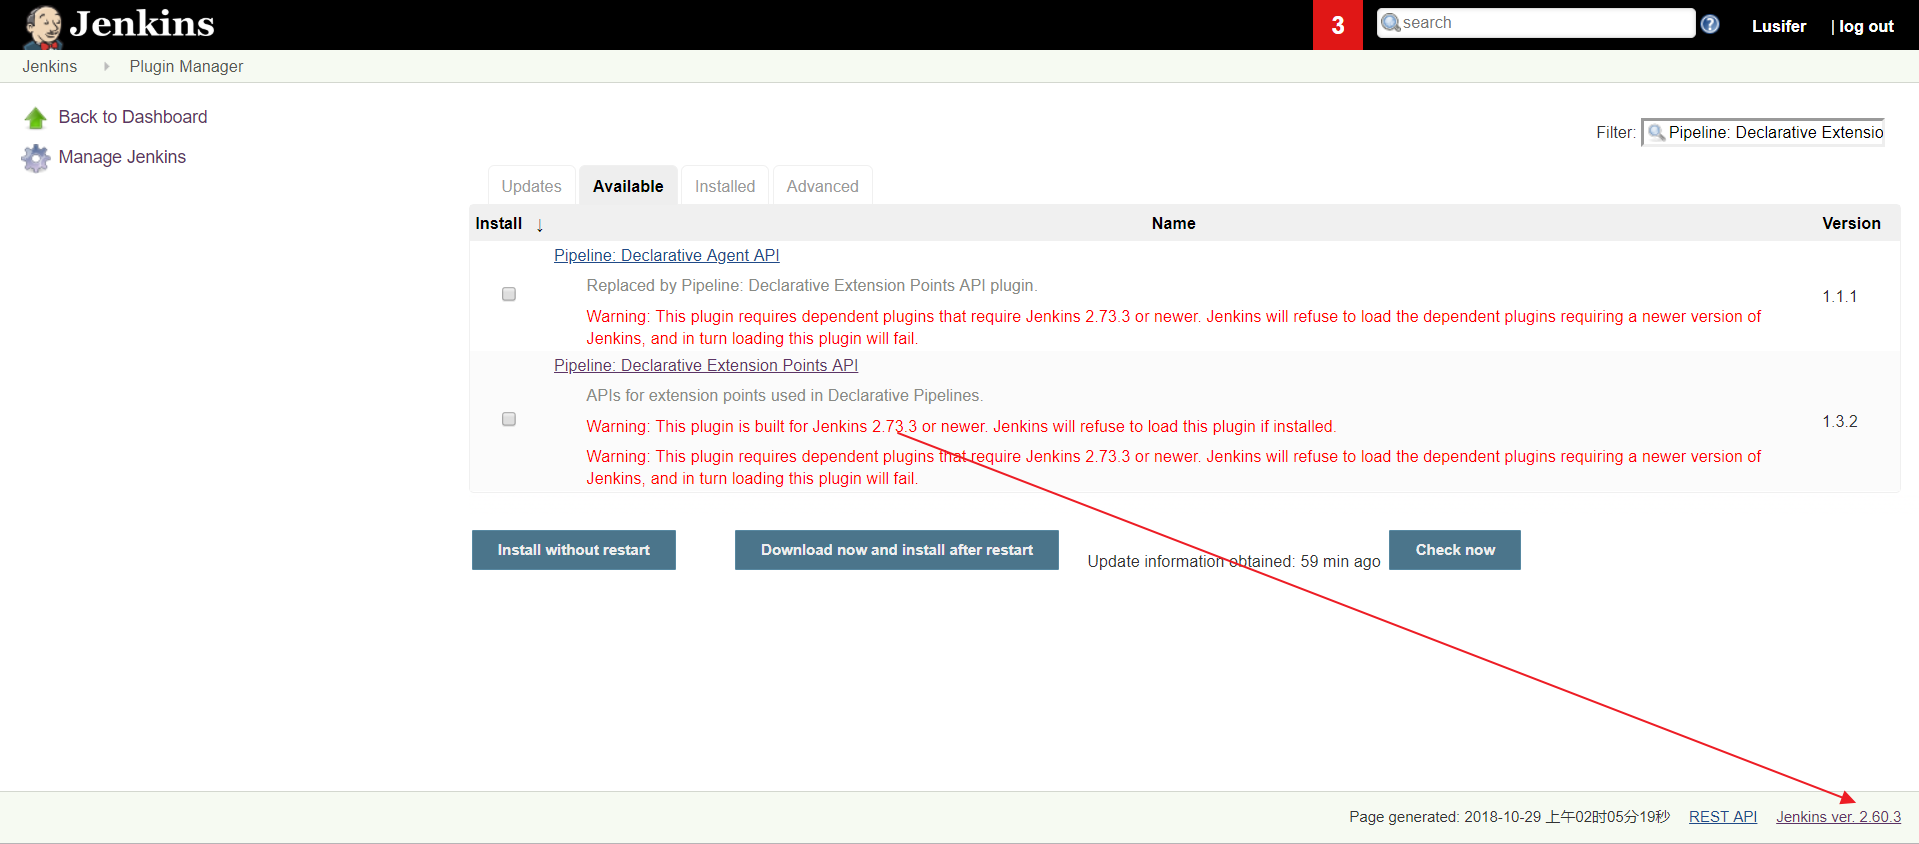 Jenkins
3
search
?
Lusifer
| log out
Jenkins
Plugin Manager
Back to Dashboard
Manage Jenkins
Filter:
Pipeline: Declarative Extensio
Updates
Available
Installed
Advanced
Install ↓
Name
Version
Pipeline: Declarative Agent API
Replaced by Pipeline: Declarative Extension Points API plugin.
Warning: This plugin requires dependent plugins that require Jenkins 2.73.3 or newer. Jenkins will refuse to load the dependent plugins requiring a newer version of
Jenkins, and in turn loading this plugin will fail.
1.1.1
Pipeline: Declarative Extension Points API
APIs for extension points used in Declarative Pipelines.
Warning: This plugin is built for Jenkins 2.73.3 or newer. Jenkins will refuse to load this plugin if installed.
Warning: This plugin requires dependent plugins that require Jenkins 2.73.3 or newer. Jenkins will refuse to load the dependent plugins requiring a newer version of
Jenkins, and in turn loading this plugin will fail.
1.3.2
Install without restart
Download now and install after restart
Update information obtained: 59 min ago
Check now
Page generated: 2018-10-29 上午02时05分19秒
REST API
Jenkins ver. 2.60.3